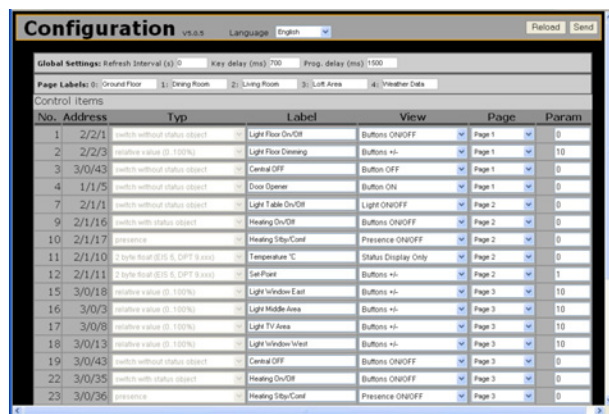 Configuration v5.0.5 Language English Reload Send
Global Settings: Refresh Interval (s) 0 Key delay (ms) 700 Prog. delay (ms) 1500
Page Labels: 0: Ground Floor 1: Dining Room 2: Living Room 3: Loft Area 4: Weather Data
Control items
No. Address Typ Label View Page Param
1 2/2/1 switch without status object Light Floor On/Off Buttons ON/OFF Page 1 0
2 2/2/3 relative value (0..100%) Light Floor Dimming Buttons +/- Page 1 10
3 3/0/43 switch without status object Central OFF Button OFF Page 1 0
4 1/1/5 switch without status object Door Opener Button ON Page 1 0
7 2/1/1 switch without status object Light Table On/Off Light ON/OFF Page 2 0
9 2/1/16 switch with status object Heating On/Off Buttons ON/OFF Page 2 0
10 2/1/17 presence Heating Stby/Comf Presence ON/OFF Page 2 0
11 2/1/10 2 byte float (EIS 5, DPT 9.xxx) Temperature °C Status Display Only Page 2 0
12 2/1/11 2 byte float (EIS 5, DPT 9.xxx) Set-Point Buttons +/- Page 2 1
15 3/0/18 relative value (0..100%) Light Window East Buttons +/- Page 3 10
16 3/0/3 relative value (0..100%) Light Middle Area Buttons +/- Page 3 10
17 3/0/8 relative value (0..100%) Light TV Area Buttons +/- Page 3 10
18 3/0/13 relative value (0..100%) Light Window West Buttons +/- Page 3 10
19 3/0/43 switch without status object Central OFF Buttons ON/OFF Page 3 0
22 3/0/35 switch with status object Heating On/Off Buttons ON/OFF Page 3 0
23 3/0/36 presence Heating Stby/Comf Presence ON/OFF Page 3 0